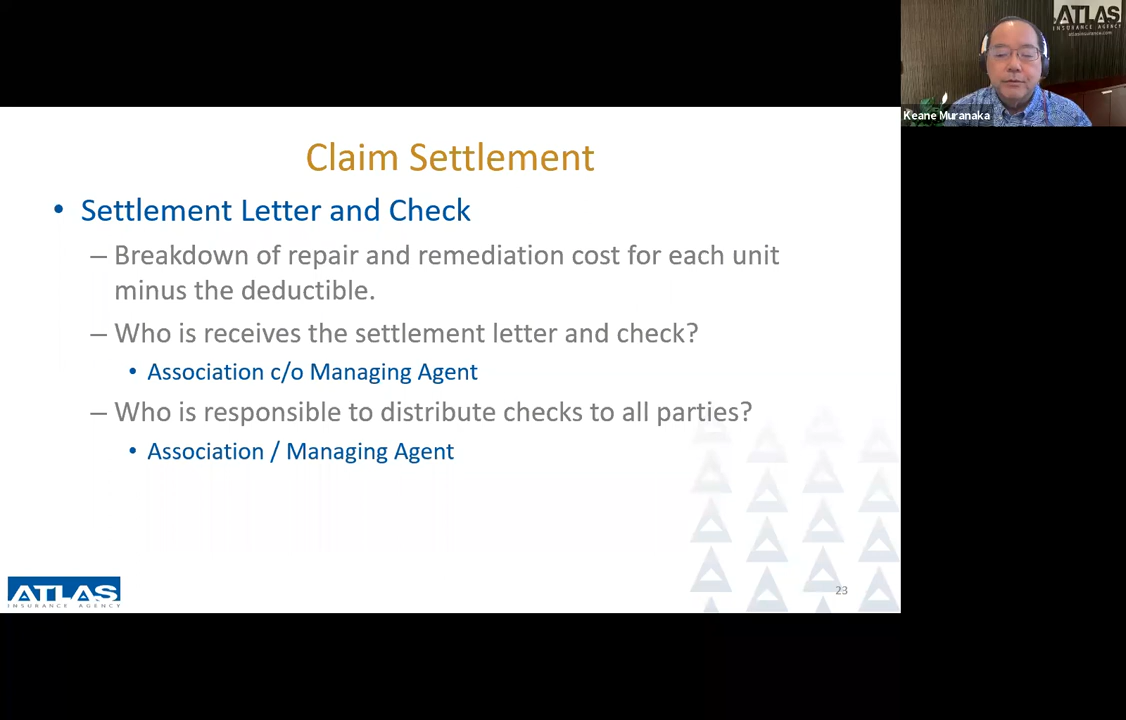 ATLAS
INSURANCE AGENCY
atlasinsurance.com
Keane Muranaka
Claim Settlement
• Settlement Letter and Check
– Breakdown of repair and remediation cost for each unit
minus the deductible.
– Who is receives the settlement letter and check?
• Association c/o Managing Agent
– Who is responsible to distribute checks to all parties?
• Association / Managing Agent
ATLAS
INSURANCE AGENCY
23